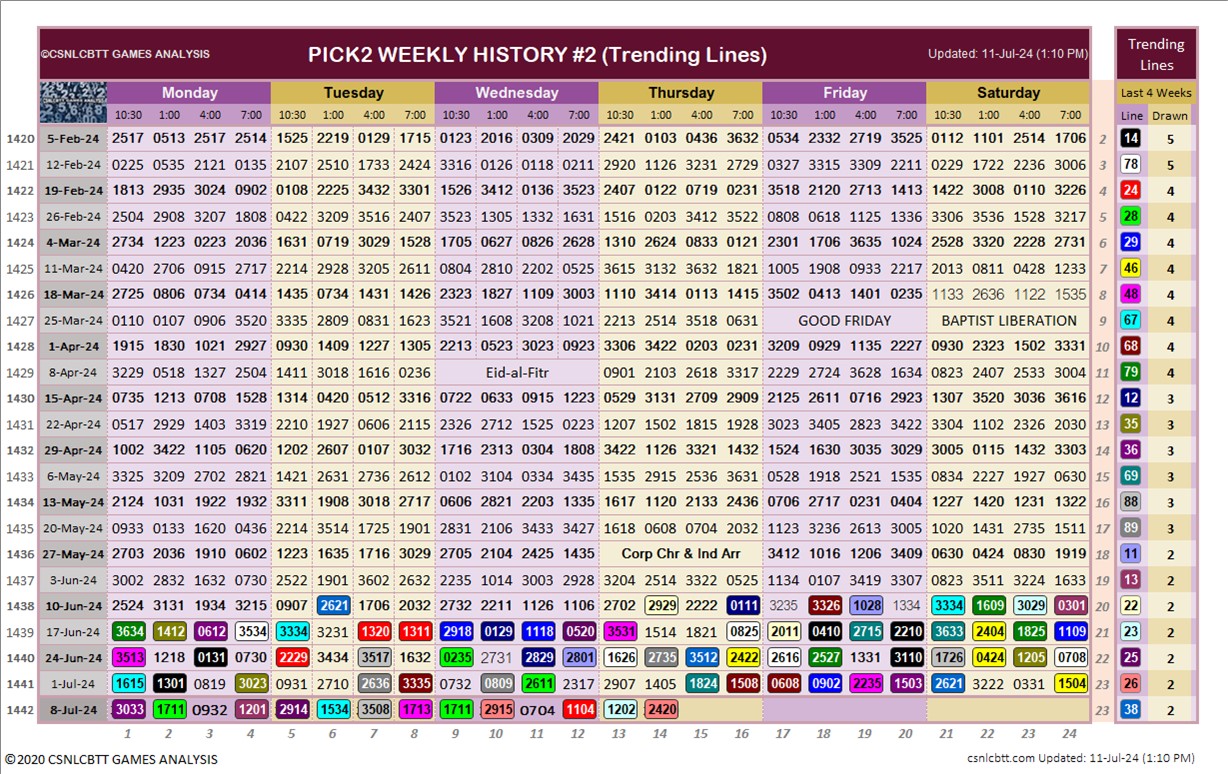 ©CSNLCBTT GAMES ANALYSIS PICK2 WEEKLY HISTORY #2 (Trending Lines) Updated: 11-Jul-24 (1:10 PM) Trending Lines
Monday Tuesday Wednesday Thursday Friday Saturday Last 4 Weeks
10:30 1:00 4:00 7:00 10:30 1:00 4:00 7:00 10:30 1:00 4:00 7:00 10:30 1:00 4:00 7:00 10:30 1:00 4:00 7:00 10:30 1:00 4:00 7:00 Line Drawn
1420 5-Feb-24 2517 0513 2517 2514 1525 2219 0129 1715 0123 2016 0309 2029 2421 0103 0436 3632 0534 2332 2719 3525 0112 1101 2514 1706 2 14 5
1421 12-Feb-24 0225 0535 2121 0135 2107 2510 1733 2424 3316 0126 0118 0211 2920 1126 3231 2729 0327 3315 3309 2211 0229 1722 2236 3006 3 78 5
1422 19-Feb-24 1813 2935 3024 0902 0108 2225 3432 3301 1526 3412 0136 3523 2407 0122 0719 0231 3518 2120 2713 1413 1422 3008 0110 3226 4 24 4
1423 26-Feb-24 2504 2908 3207 1808 0422 3209 3516 2407 3523 1305 1332 1631 1516 0203 3412 3522 0808 0618 1125 1336 3306 3536 1528 3217 5 28 4
1424 4-Mar-24 2734 1223 0223 2036 1631 0719 3029 1528 1705 0627 0826 2628 1310 2624 0833 0121 2301 1706 3635 1024 2528 3320 2228 2731 6 29 4
1425 11-Mar-24 0420 2706 0915 2717 2214 2928 3205 2611 0804 2810 2202 0525 3615 3132 3632 1821 1005 1908 0933 2217 2013 0811 0428 1233 7 46 4
1426 18-Mar-24 2725 0806 0734 0414 1435 0734 1431 1428 2323 1827 1109 3003 1110 3414 0113 1415 3502 0413 1401 0235 1133 2636 1122 1535 8 48 4
1427 25-Mar-24 0110 0107 0906 3520 3335 2809 0831 1623 3521 1608 3208 1021 2213 2514 3518 0631 GOOD FRIDAY BAPTIST LIBERATION 9 67 4
1428 1-Apr-24 1915 1830 1021 2927 0930 1409 1227 1303 2213 0523 3023 0923 3306 3422 0203 0231 3209 0929 1135 2227 0930 2323 1502 3331 10 68 4
1429 8-Apr-24 3229 0518 1327 2504 1411 3018 1616 0236 Eid-al-Fitr 0901 2103 2618 3317 2229 2724 3628 1634 0823 2407 2533 3004 11 79 4
1430 15-Apr-24 0735 1213 0708 1528 1314 0420 0512 3316 0722 0633 0915 1223 0529 3131 2709 2909 2125 2611 0716 2923 1307 3520 3036 3616 12 12 3
1431 22-Apr-24 0517 2929 1403 3319 2210 1927 0606 2115 2326 2712 1525 0223 1207 1502 1815 1928 3023 3405 2823 3422 3304 1102 2326 2030 13 35 3
1432 29-Apr-24 1002 3422 1105 0620 1202 2607 0107 3032 1716 2313 0304 1808 3422 1126 3321 1432 1524 1630 3035 3029 3005 0115 1432 3303 14 36 3
1433 6-May-24 3325 3209 2702 2821 1421 2631 2736 2611 0102 3104 0334 3435 1535 2915 2536 3631 0528 1918 2521 1535 0834 2227 1927 0630 15 69 3
1434 13-May-24 2124 1031 1922 1932 3311 1908 3018 2717 0606 2821 2203 1335 1617 1120 2133 2436 0706 2717 0231 0404 1227 1420 1231 1322 16 88 3
1435 20-May-24 0933 0133 1620 0436 2214 3514 1725 1901 2831 2106 3433 3427 1618 0608 0704 2032 1123 3236 2613 3005 1020 1431 2735 1511 17 89 3
1436 27-May-24 2703 2036 1910 0602 1223 1635 1716 3029 2705 2104 2425 1435 Corp Chr & Ind Arr 3412 1016 1206 3409 0630 0424 0830 1919 18 11 2
1437 3-Jun-24 3002 2832 1632 0730 2522 1901 3602 2632 2235 1014 3003 2928 3204 2514 3322 0525 1134 0107 3419 3307 0823 3511 3224 1633 19 13 2
1438 10-Jun-24 2524 3131 1934 3215 0907 2621 1706 2032 2732 2211 1126 1106 2702 2929 2222 0111 3235 3326 1028 1334 3334 1609 3029 0301 20 22 2
1439 17-Jun-24 3634 1412 0612 3534 3334 3231 1320 1311 2918 0129 1118 0520 3531 1514 1821 0825 2011 0410 2715 2210 3633 2404 1825 1109 21 23 2
1440 24-Jun-24 3513 1218 0131 0730 2229 3434 3517 1632 0235 2731 2829 2801 1626 2735 3512 2422 2616 2527 1331 3110 1726 0424 1205 0708 22 25 2
1441 1-Jul-24 1615 1301 0819 3023 0931 2710 2636 3335 0732 0809 2611 2317 2907 1405 1824 1508 0608 0902 2235 1503 2621 3222 0331 1504 23 26 2
1442 8-Jul-24 3033 1711 0932 1201 2914 1534 3508 1713 1711 2915 0704 1104 1202 2420 23 38 2
1 2 3 4 5 6 7 8 9 10 11 12 13 14 15 16 17 18 19 20 21 22 23 24
©2020 CSNLCBTT GAMES ANALYSIS csnlcbtt.com Updated: 11-Jul-24 (1:10 PM)